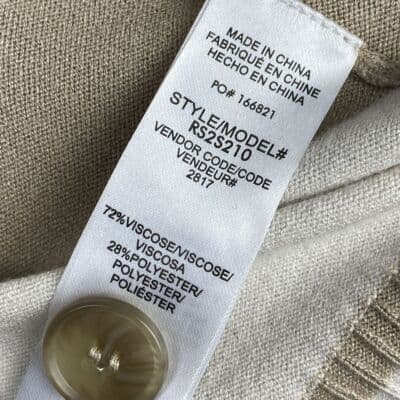 MADE IN CHINA
FABRIQUÉ EN CHINE
HECHO EN CHINA
PO# 166821
STYLE/MODEL#
RS2S210
VENDOR CODE/CODE
VENDEUR#
2817
72%VISCOSE/VISCOSE/
VISCOSA
28%POLYESTER/
POLYESTER/
POLIÉSTER